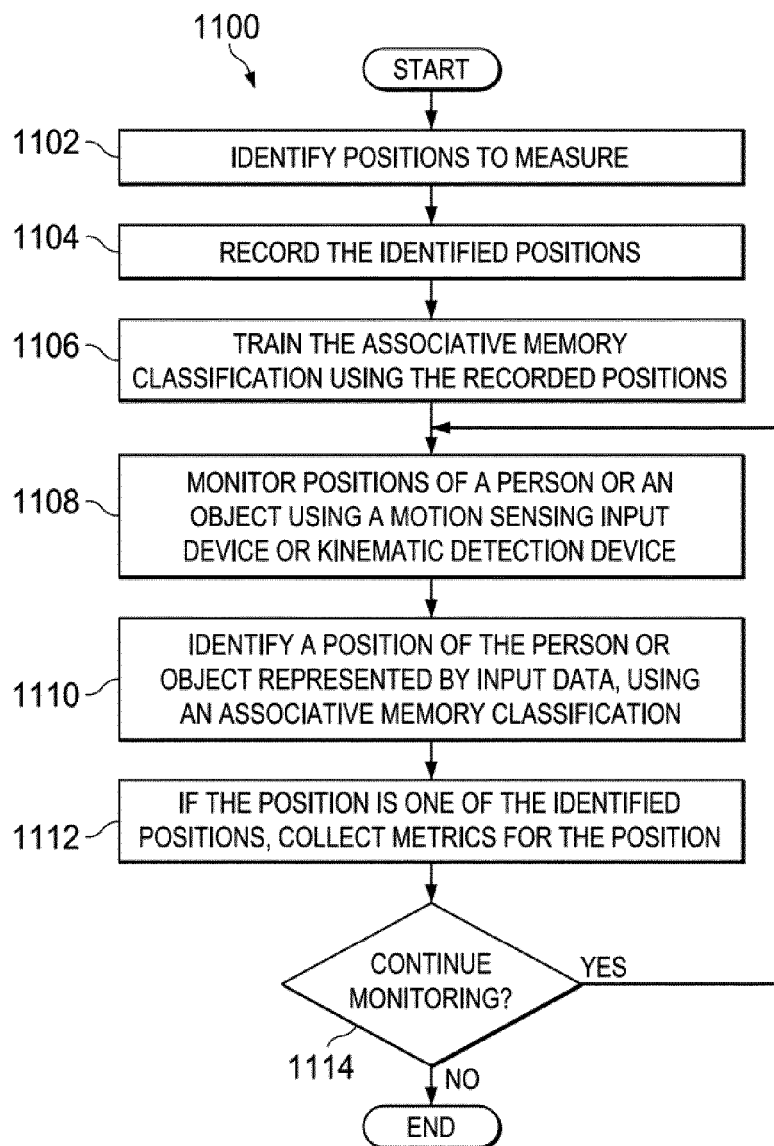 1100
START
1102
IDENTIFY POSITIONS TO MEASURE
1104
RECORD THE IDENTIFIED POSITIONS
1106
TRAIN THE ASSOCIATIVE MEMORY
CLASSIFICATION USING THE RECORDED POSITIONS
1108
MONITOR POSITIONS OF A PERSON OR AN
OBJECT USING A MOTION SENSING INPUT
DEVICE OR KINEMATIC DETECTION DEVICE
1110
IDENTIFY A POSITION OF THE PERSON OR
OBJECT REPRESENTED BY INPUT DATA, USING
AN ASSOCIATIVE MEMORY CLASSIFICATION
1112
IF THE POSITION IS ONE OF THE IDENTIFIED
POSITIONS, COLLECT METRICS FOR THE POSITION
CONTINUE
MONITORING?
YES
1114
NO
END